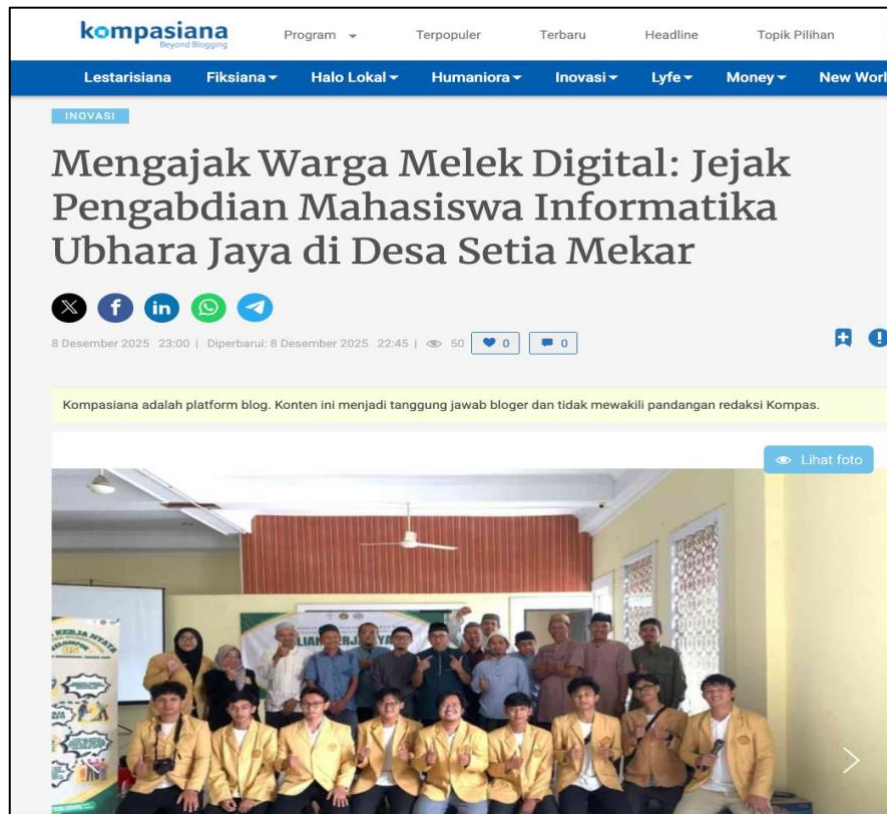 kompasiana
Beyond Blogging
Program
Terpopuler
Terbaru
Headline
Topik Pilihan
Lestarisiana
Fiksiana
Halo Lokal
Humaniora
Inovasi
Lyfe
Money
New Worl
INOVASI
Mengajak Warga Melek Digital: Jejak
Pengabdian Mahasiswa Informatika
Ubhara Jaya di Desa Setia Mekar
8 Desember 2025 23:00 | Diperbarui: 8 Desember 2025 22:45 | 50 0 0
Kompasiana adalah platform blog. Konten ini menjadi tanggung jawab bloger dan tidak mewakili pandangan redaksi Kompas.
Lihat foto
KERJA NYATA